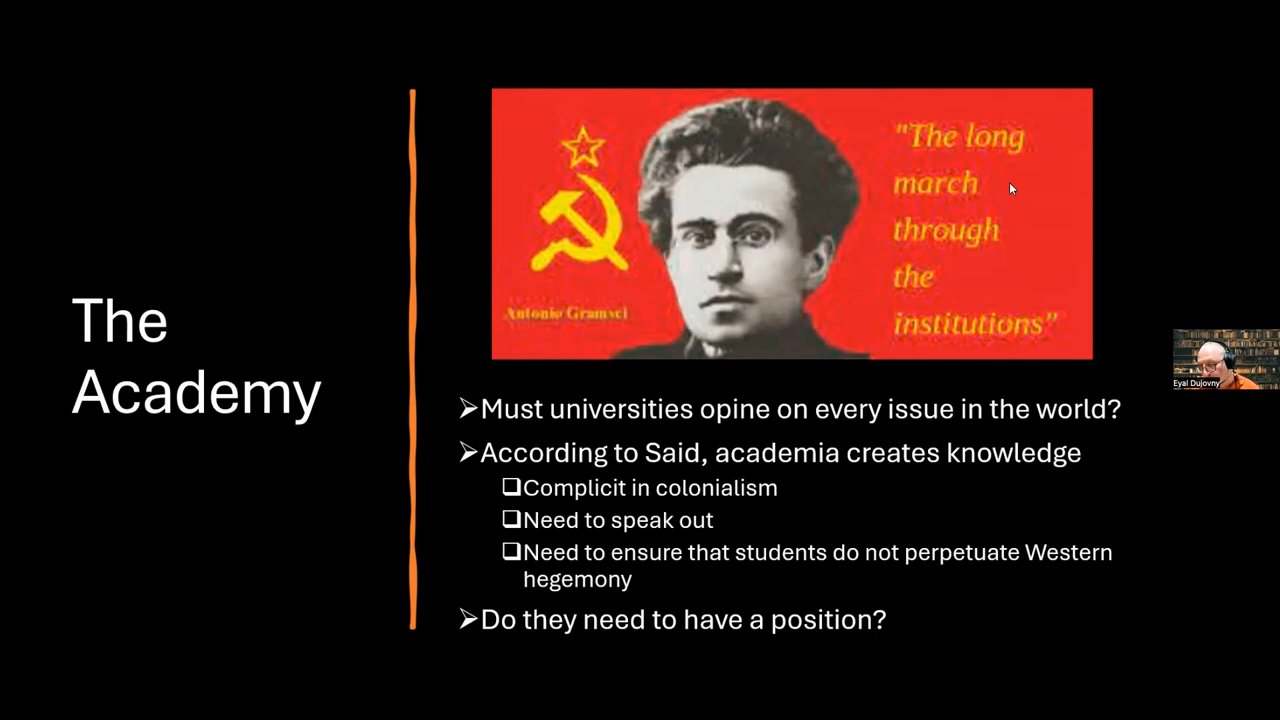 The
Academy
Antonio Gramsci
"The long
march
through
the
institutions"
➢Must universities opine on every issue in the world?
➢According to Said, academia creates knowledge
❑Complicit in colonialism
❑Need to speak out
❑Need to ensure that students do not perpetuate Western
hegemony
➢Do they need to have a position?
Eyal Dujovny